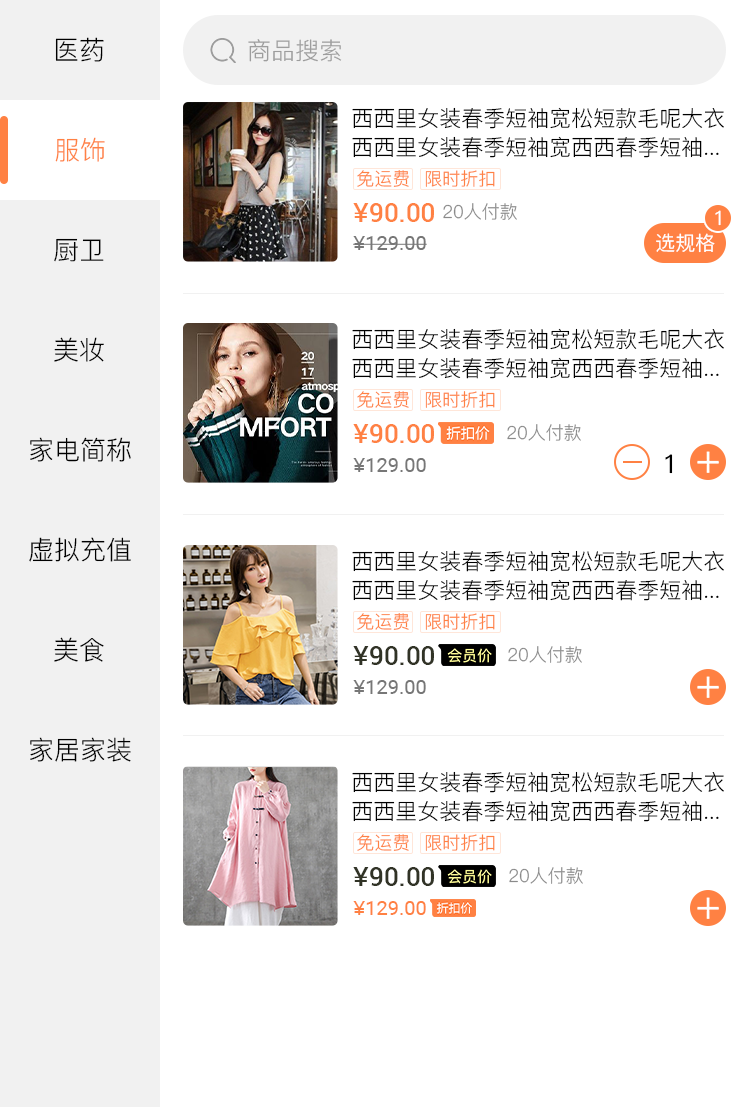 医药
服饰
厨卫
美妆
家电简称
虚拟充值
美食
家居家装
商品搜索
西西里女装春季短袖宽松短款毛呢大衣
西西里女装春季短袖宽西西春季短袖...
免运费 限时折扣
¥90.00 20人付款
¥129.00
1
选规格
20
17
atmosp
CO
MFORT
西西里女装春季短袖宽松短款毛呢大衣
西西里女装春季短袖宽西西春季短袖...
免运费 限时折扣
¥90.00 折扣价 20人付款
¥129.00
1
西西里女装春季短袖宽松短款毛呢大衣
西西里女装春季短袖宽西西春季短袖...
免运费 限时折扣
¥90.00 会员价 20人付款
¥129.00
西西里女装春季短袖宽松短款毛呢大衣
西西里女装春季短袖宽西西春季短袖...
免运费 限时折扣
¥90.00 会员价 20人付款
¥129.00 折扣价